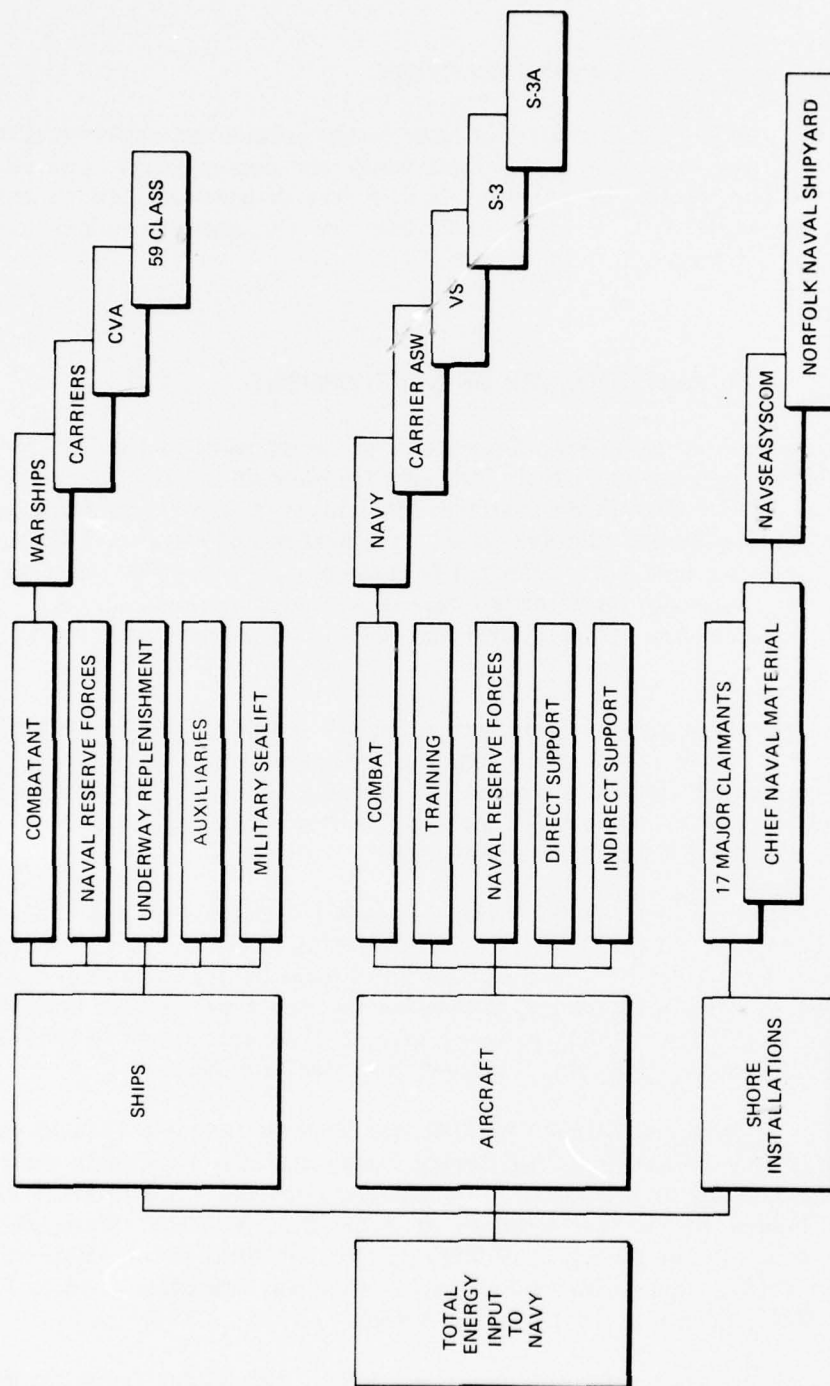 TOTAL
ENERGY
INPUT
TO
NAVY
SHIPS
COMBATANT
NAVAL RESERVE FORCES
UNDERWAY REPLENISHMENT
AUXILIARIES
MILITARY SEALIFT
WAR SHIPS
CARRIERS
CVA
59 CLASS
AIRCRAFT
COMBAT
TRAINING
NAVAL RESERVE FORCES
DIRECT SUPPORT
INDIRECT SUPPORT
NAVY
CARRIER ASW
VS
S-3
S-3A
SHORE
INSTALLATIONS
17 MAJOR CLAIMANTS
CHIEF NAVAL MATERIAL
NAVSEASYSCOM
NORFOLK NAVAL SHIPYARD